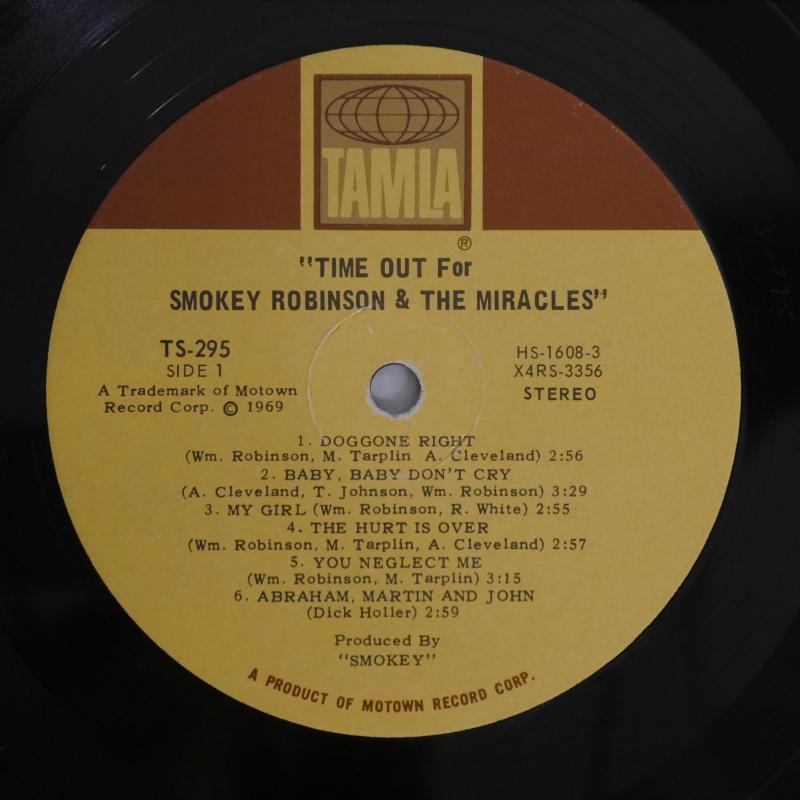 TAMLA
®
"TIME OUT For
SMOKEY ROBINSON & THE MIRACLES"
TS-295
SIDE 1
A Trademark of Motown
Record Corp. © 1969
HS-1608-3
X4RS-3356
STEREO
1. DOGGONE RIGHT
(Wm. Robinson, M. Tarplin A. Cleveland) 2:56
2. BABY, BABY DON'T CRY
(A. Cleveland, T. Johnson, Wm. Robinson) 3:29
3. MY GIRL (Wm. Robinson, R. White) 2:55
4. THE HURT IS OVER
(Wm. Robinson, M. Tarplin, A. Cleveland) 2:57
5. YOU NEGLECT ME
(Wm. Robinson, M. Tarplin) 3:15
6. ABRAHAM, MARTIN AND JOHN
(Dick Holler) 2:59
Produced By
"SMOKEY"
A PRODUCT OF MOTOWN RECORD CORP.